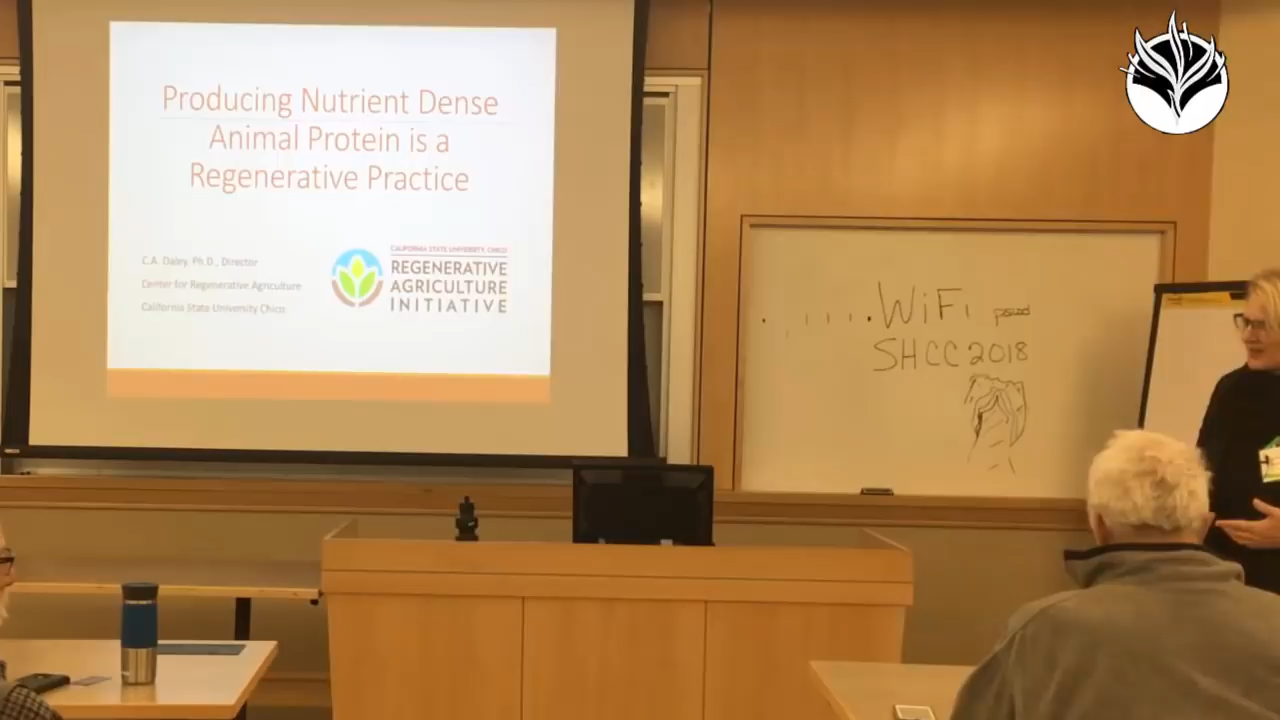 Producing Nutrient Dense
Animal Protein is a
Regenerative Practice
C.A. Daley, Ph.D., Director
Center for Regenerative Agriculture
California State University Chico
CALIFORNIA STATE UNIVERSITY, CHICO
REGENERATIVE
AGRICULTURE
INITIATIVE
WiFi
SHCC2018